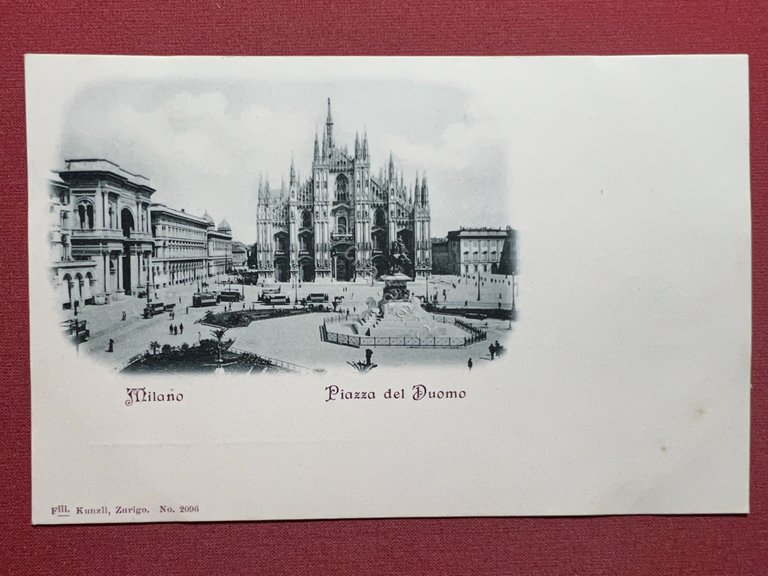 Milano Piazza del Duomo
Flli. Kunzli, Zurigo. No. 2096